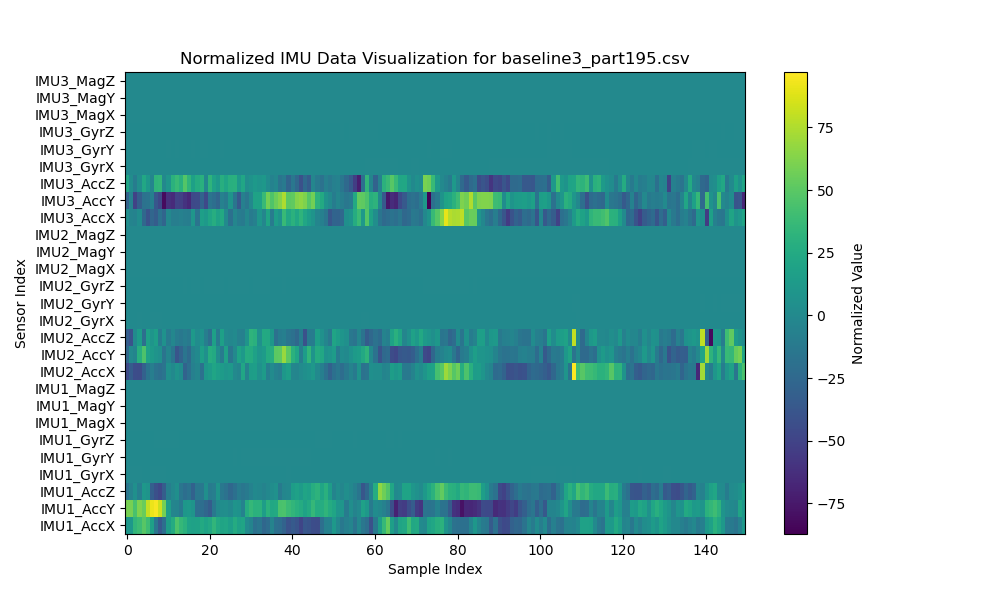 Normalized IMU Data Visualization for baseline3_part195.csv
IMU3_MagZ
IMU3_MagY
IMU3_MagX
IMU3_GyrZ
IMU3_GyrY
IMU3_GyrX
IMU3_AccZ
IMU3_AccY
IMU3_AccX
IMU2_MagZ
IMU2_MagY
IMU2_MagX
IMU2_GyrZ
IMU2_GyrY
IMU2_GyrX
IMU2_AccZ
IMU2_AccY
IMU2_AccX
IMU1_MagZ
IMU1_MagY
IMU1_MagX
IMU1_GyrZ
IMU1_GyrY
IMU1_GyrX
IMU1_AccZ
IMU1_AccY
IMU1_AccX
Sensor Index
0 20 40 60 80 100 120 140
Sample Index
75
50
25
0
−25
−50
−75
Normalized Value